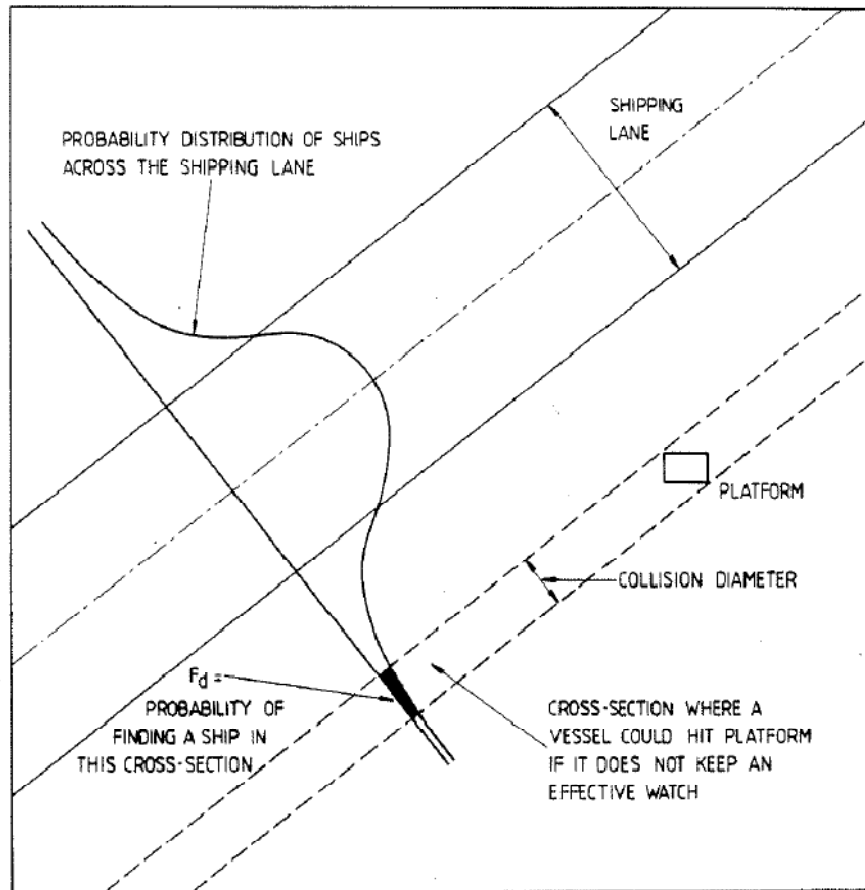 SHIPPING
LANE
PROBABILITY DISTRIBUTION OF SHIPS
ACROSS THE SHIPPING LANE
PLATFORM
COLLISION DIAMETER
Fd =
PROBABILITY OF
FINDING A SHIP IN
THIS CROSS-SECTION
CROSS-SECTION WHERE A
VESSEL COULD HIT PLATFORM
IF IT DOES NOT KEEP AN
EFFECTIVE WATCH